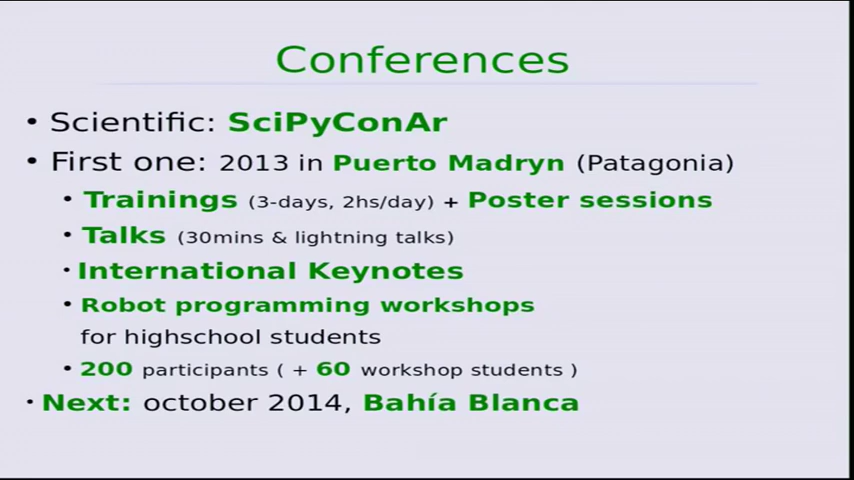 Conferences
• Scientific: SciPyConAr
• First one: 2013 in Puerto Madryn (Patagonia)
• Trainings (3-days, 2hs/day) + Poster sessions
• Talks (30mins & lightning talks)
• International Keynotes
• Robot programming workshops
for highschool students
• 200 participants ( + 60 workshop students )
• Next: october 2014, Bahía Blanca